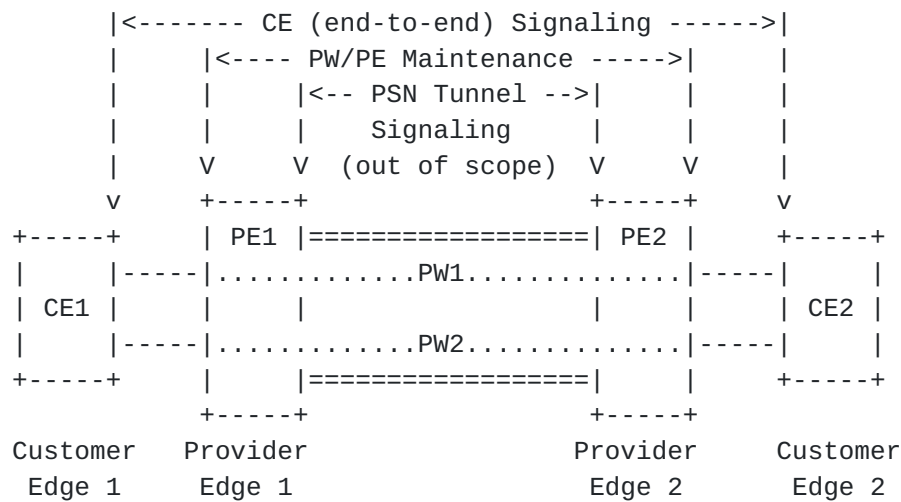 |<------- CE (end-to-end) Signaling ------>|
|<---- PW/PE Maintenance ----->|
|<-- PSN Tunnel -->|
Signaling
(out of scope)
V V V V
v v
PE1 PE2
PW1
CE1 CE2
PW2
Customer Provider Provider Customer
Edge 1 Edge 1 Edge 2 Edge 2